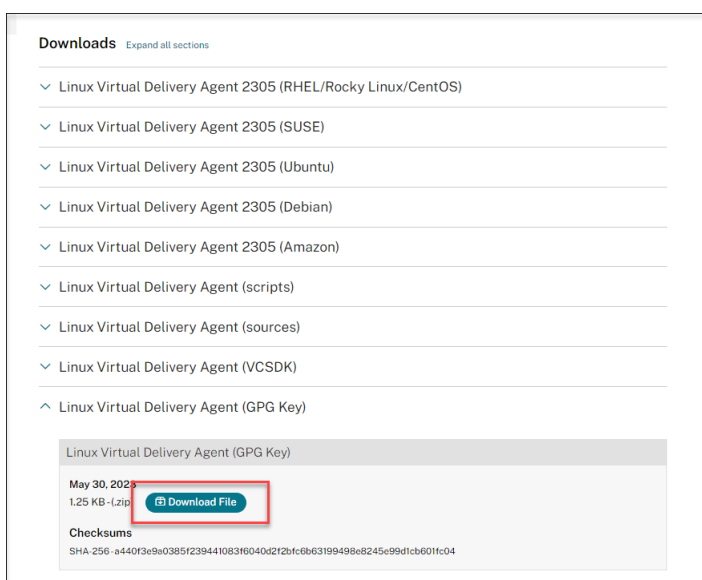 Downloads Expand all sections
Linux Virtual Delivery Agent 2305 (RHEL/Rocky Linux/CentOS)
Linux Virtual Delivery Agent 2305 (SUSE)
Linux Virtual Delivery Agent 2305 (Ubuntu)
Linux Virtual Delivery Agent 2305 (Debian)
Linux Virtual Delivery Agent 2305 (Amazon)
Linux Virtual Delivery Agent (scripts)
Linux Virtual Delivery Agent (sources)
Linux Virtual Delivery Agent (VCSDK)
Linux Virtual Delivery Agent (GPG Key)
Linux Virtual Delivery Agent (GPG Key)
May 30, 2023
1.25 KB - (.zip) Download File
Checksums
SHA-256 - a440f3e9a0385f239441083f6040d2f2bfc6b63199498e8245e99d1cb601fc04